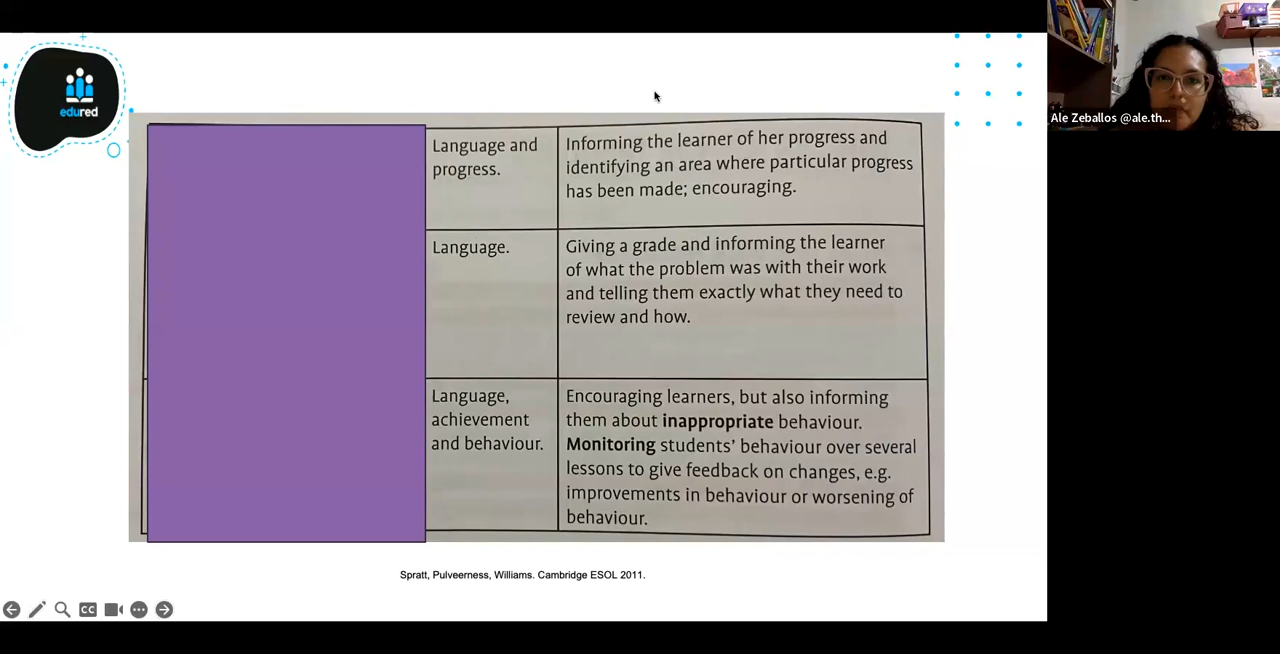 edured
Ale Zeballos @ale.th...
Language and
progress.
Informing the learner of her progress and
identifying an area where particular progress
has been made; encouraging.
Language.
Giving a grade and informing the learner
of what the problem was with their work
and telling them exactly what they need to
review and how.
Language,
achievement
and behaviour.
Encouraging learners, but also informing
them about inappropriate behaviour.
Monitoring students’ behaviour over several
lessons to give feedback on changes, e.g.
improvements in behaviour or worsening of
behaviour.
Spratt, Pulveerness, Williams. Cambridge ESOL 2011.
CC